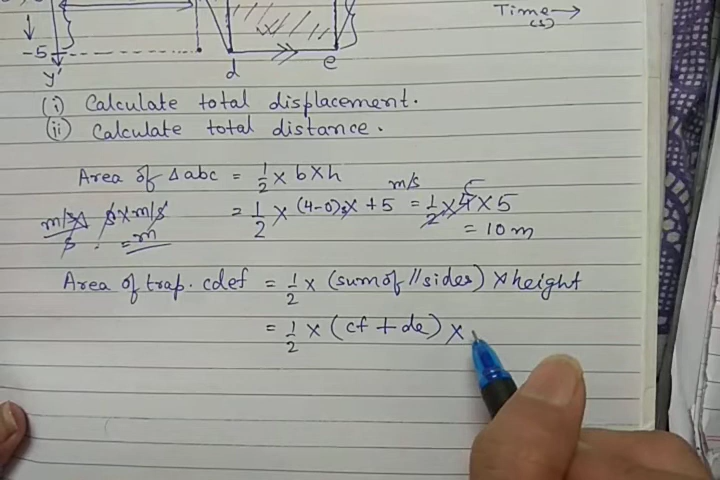 Time→
(s)
-5
y'
d
e
(i) Calculate total displacement.
(ii) Calculate total distance.
Area of Δabc = 1/2 × b × h
m/s
= 1/2 × (4-0)s × +5 = 1/2 × 4 × 5
= 10 m
s × m/s
= m
Area of trap. cdef = 1/2 × (sum of // sides) × height
= 1/2 × (cf + de) ×